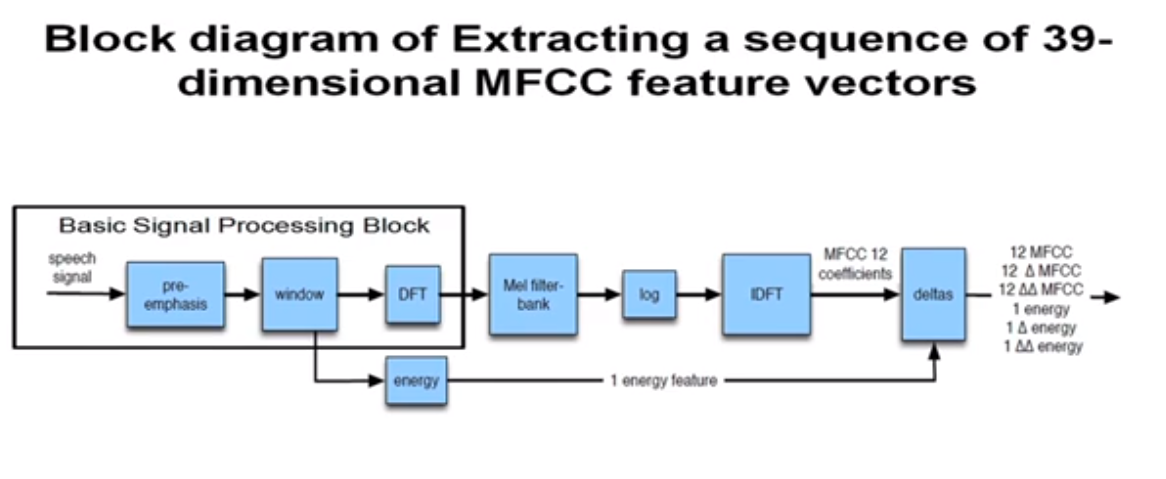 Block diagram of Extracting a sequence of 39-
dimensional MFCC feature vectors
Basic Signal Processing Block
speech
signal
pre-
emphasis
window
DFT
Mel filter-
bank
log
IDFT
MFCC 12
coefficients
deltas
12 MFCC
12 Δ MFCC
12 ΔΔ MFCC
1 energy
1 Δ energy
1 ΔΔ energy
energy
1 energy feature